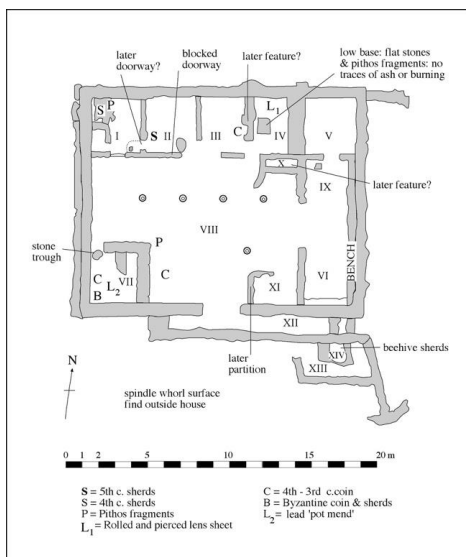 later
doorway?
blocked
doorway
later feature?
low base: flat stones
& pithos fragments: no
traces of ash or burning
S P
I
S II
III
C
L1
IV
V
X
IX
later feature?
VIII
stone
trough
P
C
C
B
L2
VII
XI
VI
BENCH
XII
XIV
XIII
beehive sherds
later
partition
N
spindle whorl surface
find outside house
0 1 2 5 10 15 20 m
S = 5th c. sherds
S = 4th c. sherds
P = Pithos fragments
L1 = Rolled and pierced lens sheet
C = 4th - 3rd c.coin
B = Byzantine coin & sherds
L2 = lead 'pot mend'